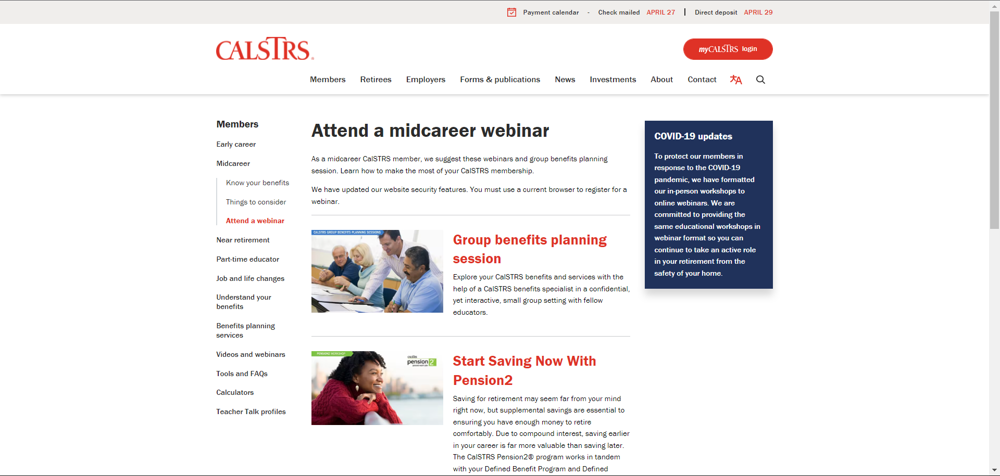 Payment calendar - Check mailed APRIL 27 | Direct deposit APRIL 29
CALSTRS®
myCALSTRS login
Members Retirees Employers Forms & publications News Investments About Contact
Members
Early career
Midcareer
Know your benefits
Things to consider
Attend a webinar
Near retirement
Part-time educator
Job and life changes
Understand your
benefits
Benefits planning
services
Videos and webinars
Tools and FAQs
Calculators
Teacher Talk profiles
Attend a midcareer webinar
As a midcareer CalSTRS member, we suggest these webinars and group benefits planning
session. Learn how to make the most of your CalSTRS membership.
We have updated our website security features. You must use a current browser to register for a
webinar.
CALSTRS GROUP BENEFITS PLANNING SESSIONS
Group benefits planning
session
Explore your CalSTRS benefits and services with the
help of a CalSTRS benefits specialist in a confidential,
yet interactive, small group setting with fellow
educators.
PENSION2 WORKSHOP
CALSTRS
pension2
personal wealth plan
Start Saving Now With
Pension2
Saving for retirement may seem far from your mind
right now, but supplemental savings are essential to
ensuring you have enough money to retire
comfortably. Due to compound interest, saving earlier
in your career is far more valuable than saving later.
The CalSTRS Pension2® program works in tandem
with your Defined Benefit Program and Defined
COVID-19 updates
To protect our members in
response to the COVID-19
pandemic, we have formatted
our in-person workshops to
online webinars. We are
committed to providing the
same educational workshops in
webinar format so you can
continue to take an active role
in your retirement from the
safety of your home.